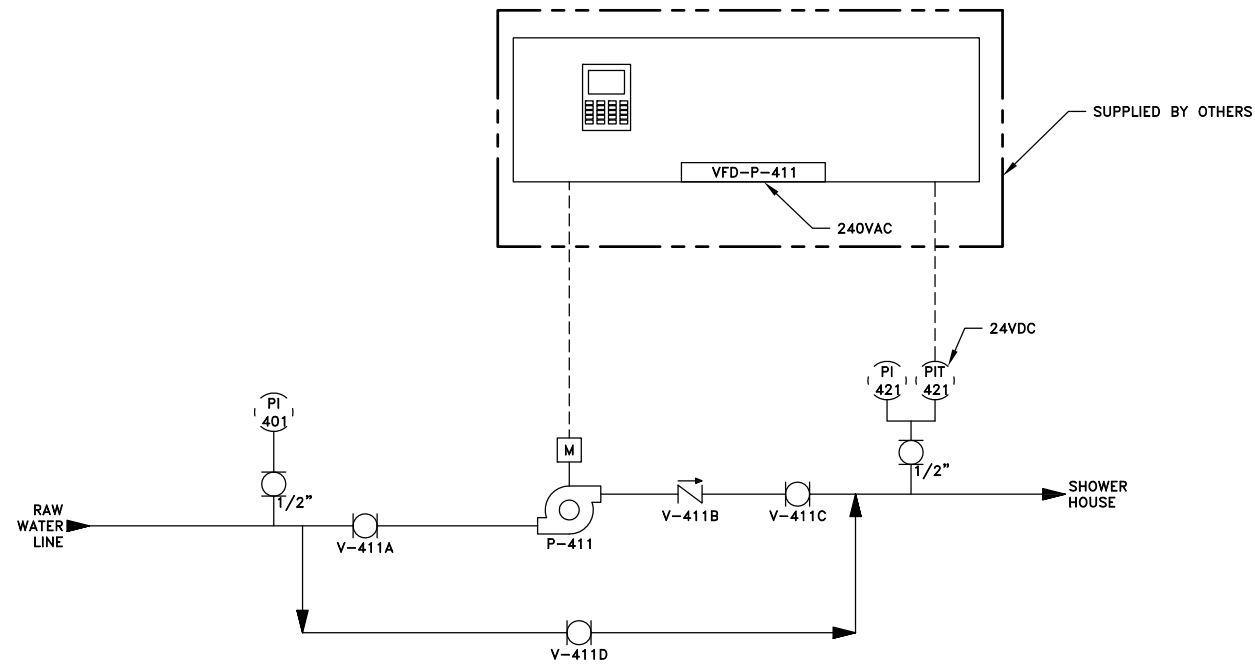 SUPPLIED BY OTHERS
VFD-P-411
240VAC
24VDC
PI
421
PIT
421
PI
401
M
1/2"
1/2"
RAW
WATER
LINE
SHOWER
HOUSE
V-411A
P-411
V-411B
V-411C
V-411D